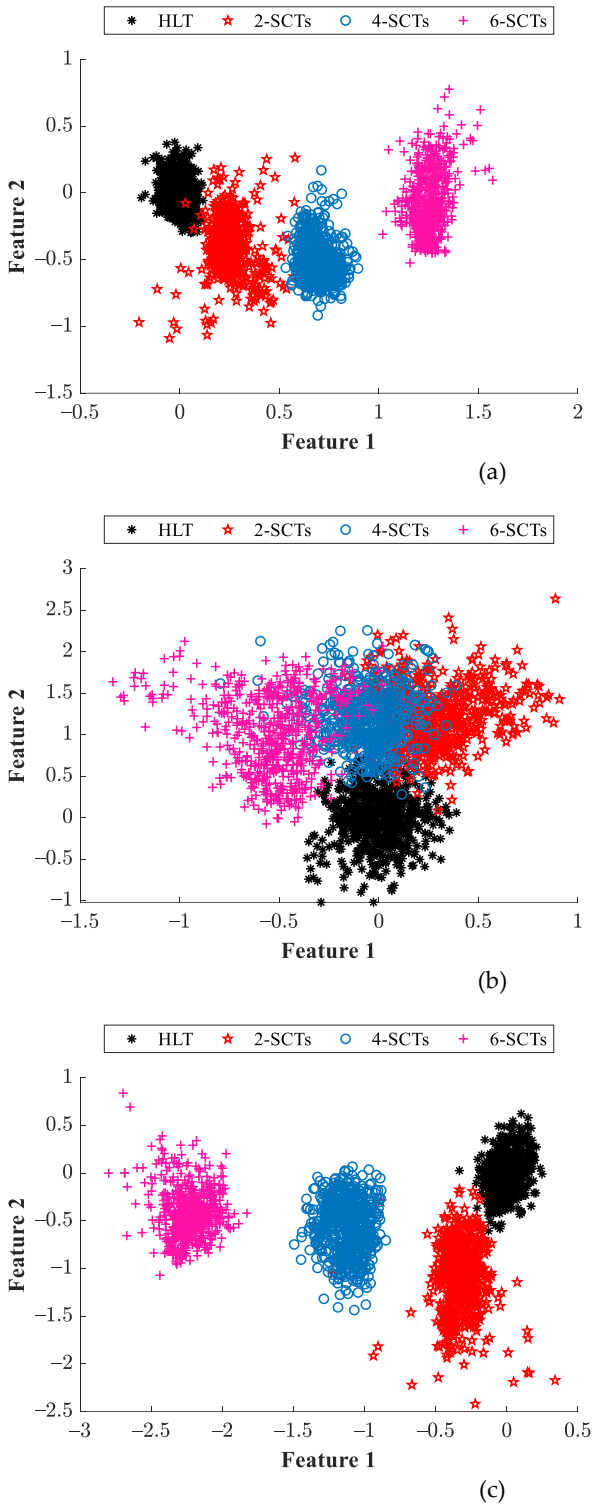 HLT 2-SCTs 4-SCTs 6-SCTs
1
0.5
0
−0.5
−1
−1.5
Feature 2
−0.5 0 0.5 1 1.5 2
Feature 1
(a)
HLT 2-SCTs 4-SCTs 6-SCTs
3
2.5
2
1.5
1
0.5
0
−0.5
−1
Feature 2
−1.5 −1 −0.5 0 0.5 1
Feature 1
(b)
HLT 2-SCTs 4-SCTs 6-SCTs
1
0.5
0
−0.5
−1
−1.5
−2
−2.5
Feature 2
−3 −2.5 −2 −1.5 −1 −0.5 0 0.5
Feature 1
(c)